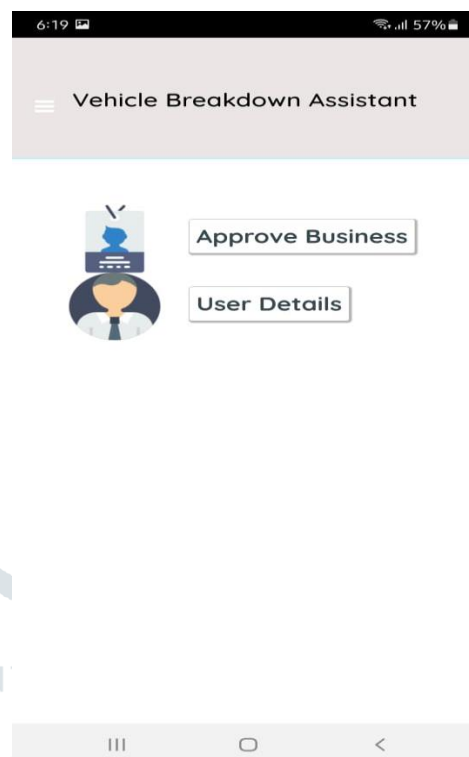 6:19 57%
Vehicle Breakdown Assistant
Approve Business
User Details